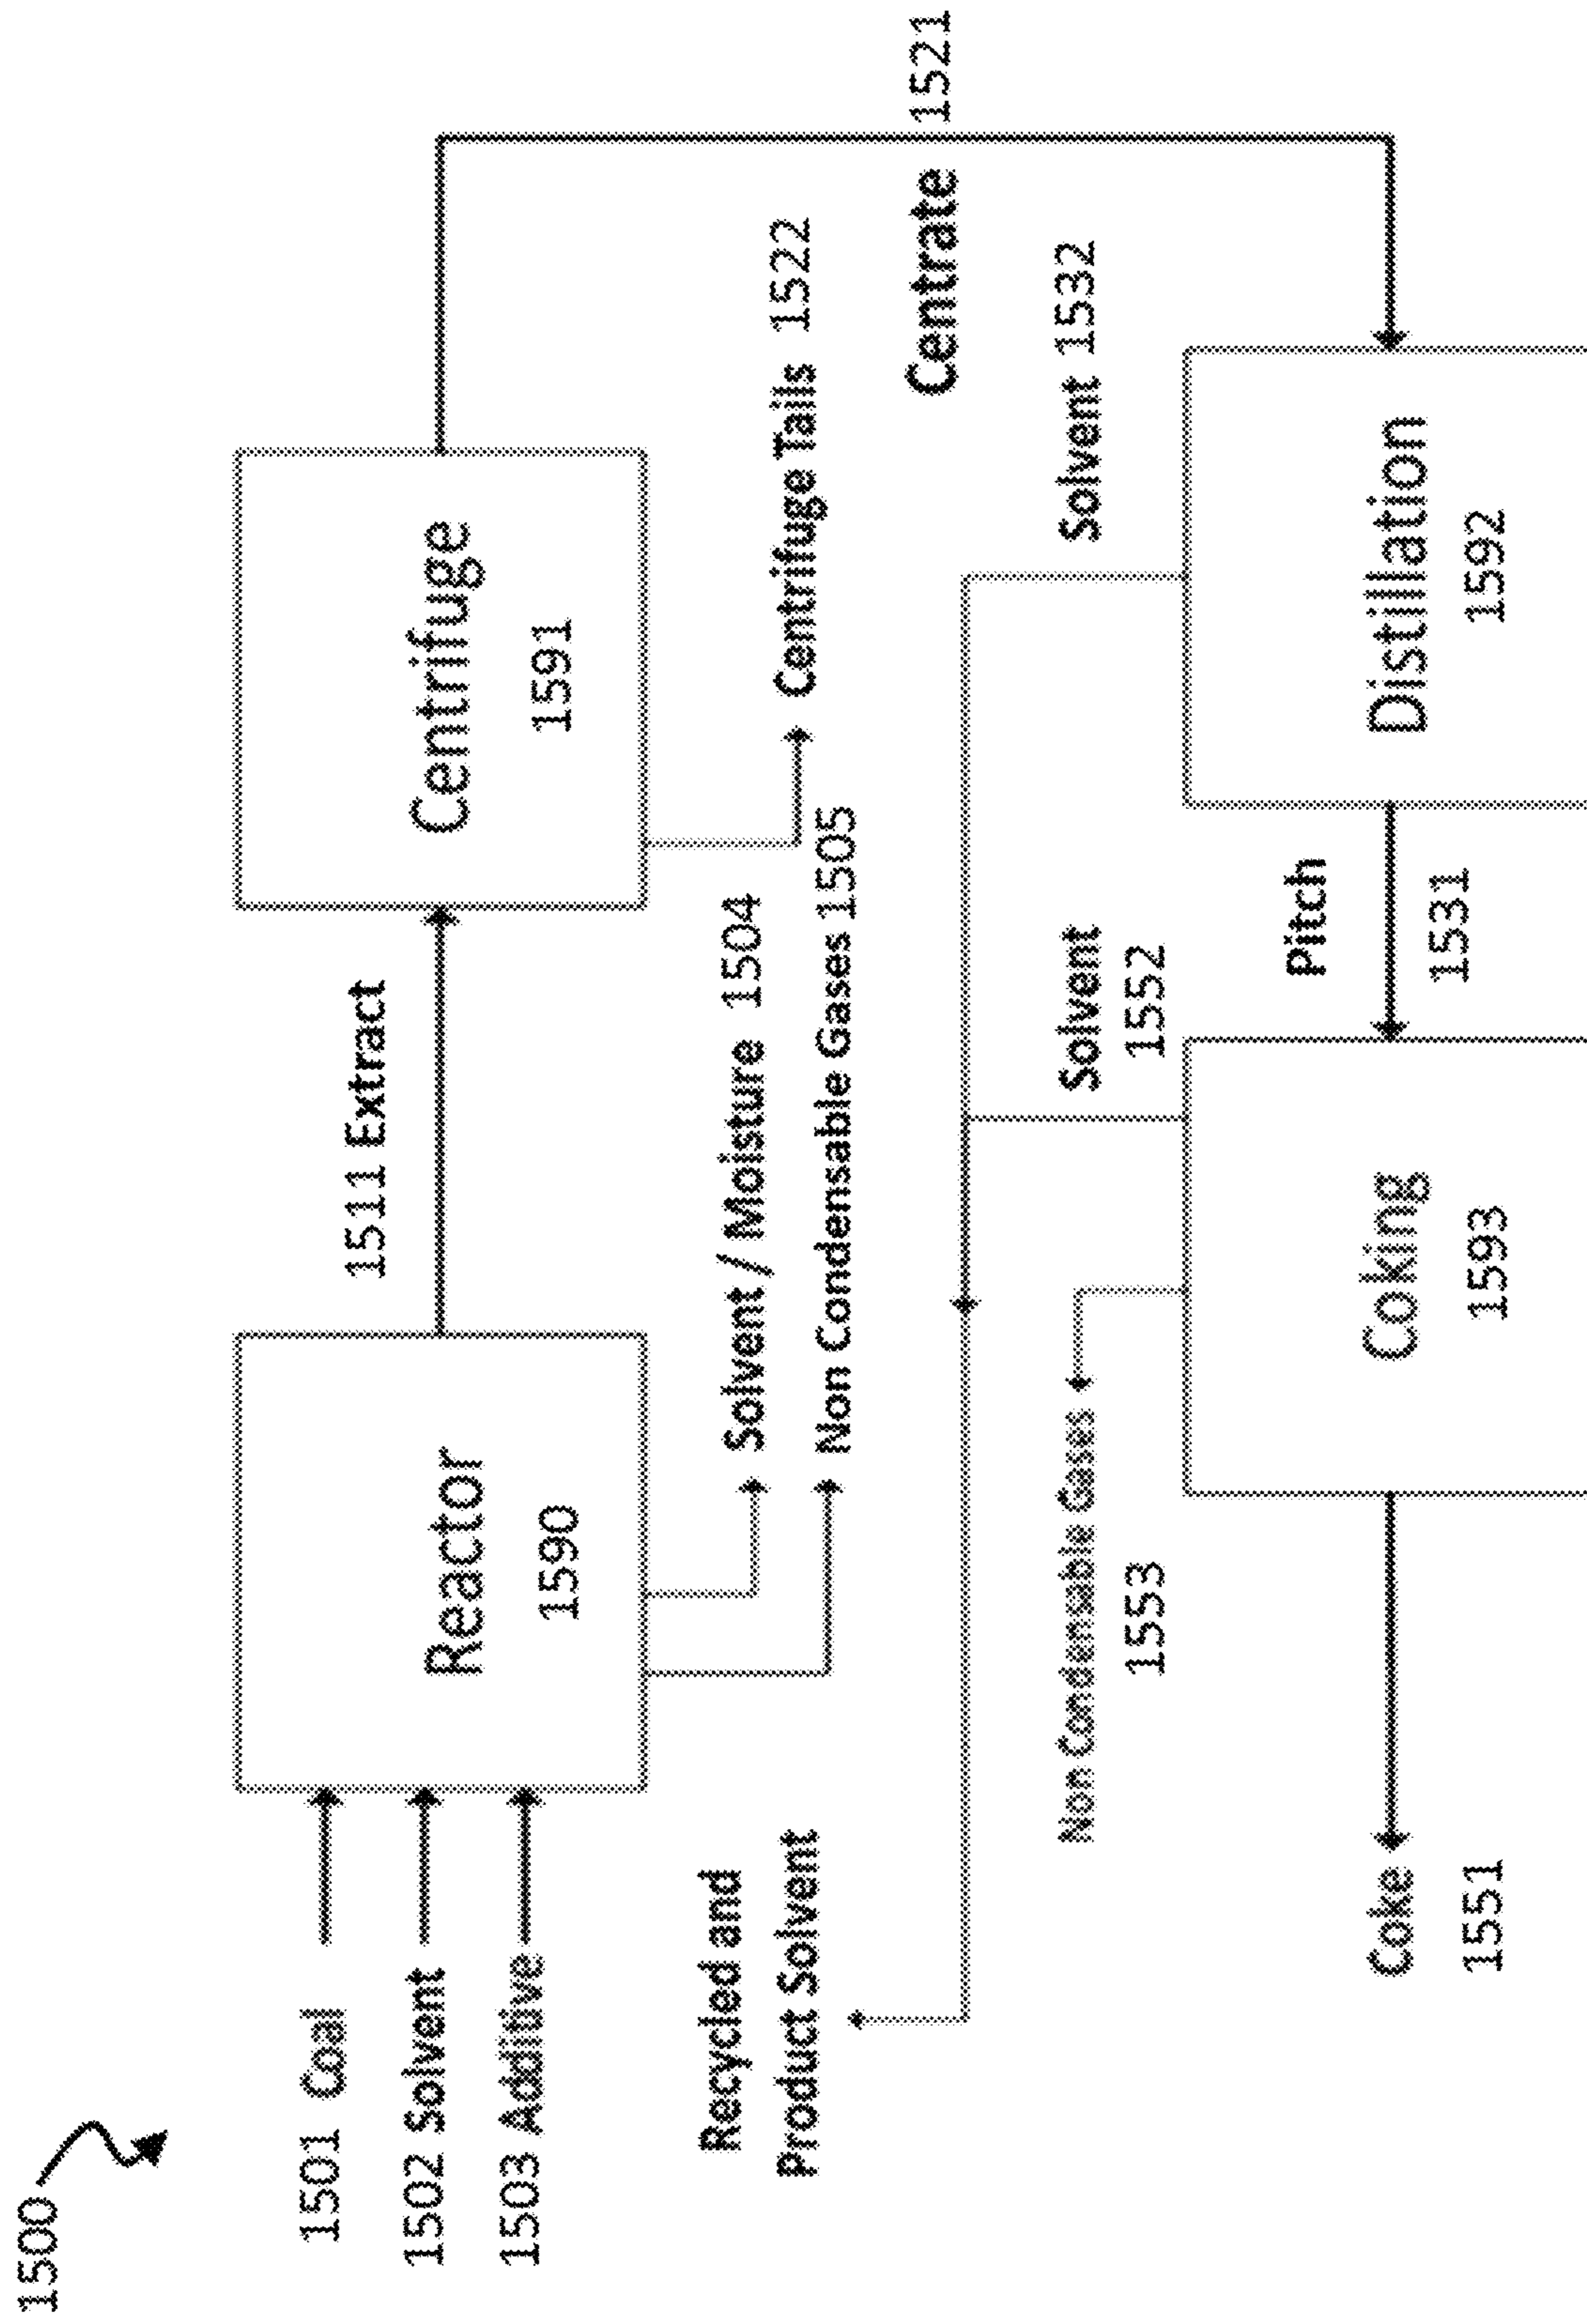 1500
1501 Coal
1502 Solvent
1503 Additive
Reactor
1590
1511 Extract
Centrifuge
1591
Solvent / Moisture 1504
Non Condensable Gases 1505
Centrifuge Tails 1522
Recycled and
Product Solvent
Centrate
1521
Non Condensable Gases
1553
Solvent
1552
Solvent 1532
Coke
1551
Coking
1593
Pitch
1531
Distillation
1592